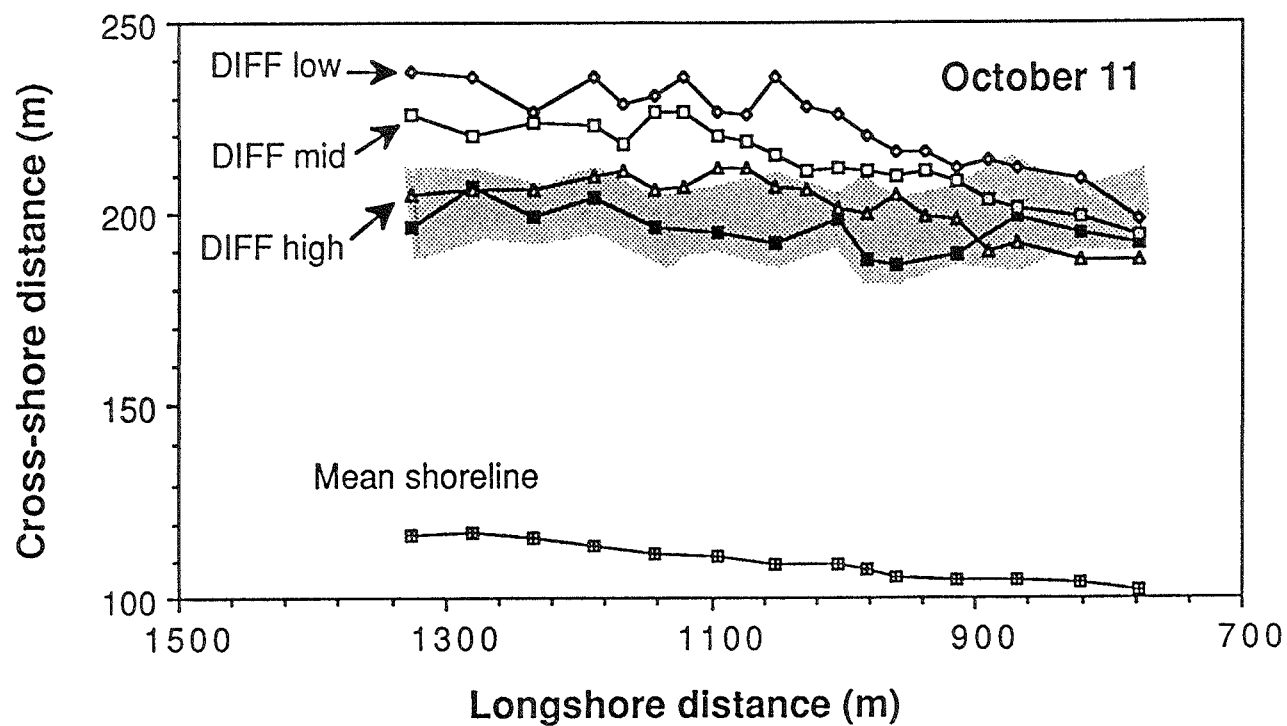 250
DIFF low
October 11
DIFF mid
200
DIFF high
150
Mean shoreline
100
1500
1300
1100
900
700
Cross-shore distance (m)
Longshore distance (m)